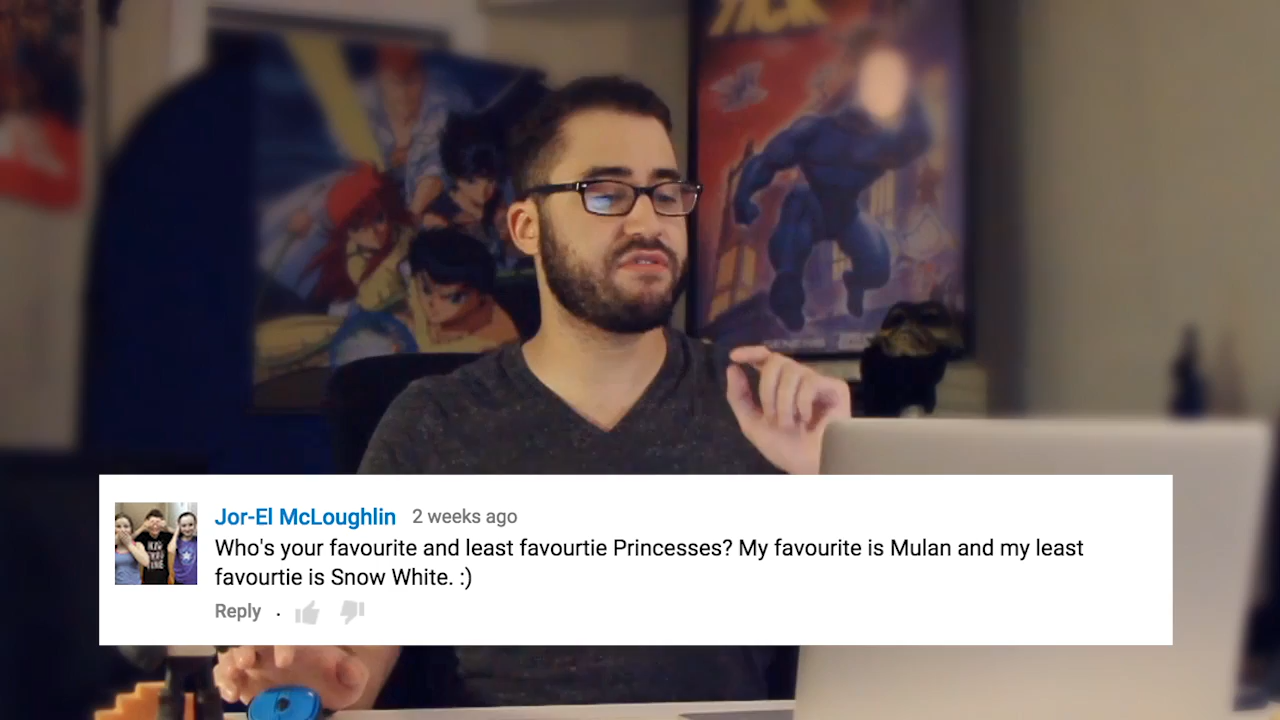 TICK
Jor-El McLoughlin 2 weeks ago
Who's your favourite and least favourtie Princesses? My favourite is Mulan and my least
favourtie is Snow White. :)
Reply .